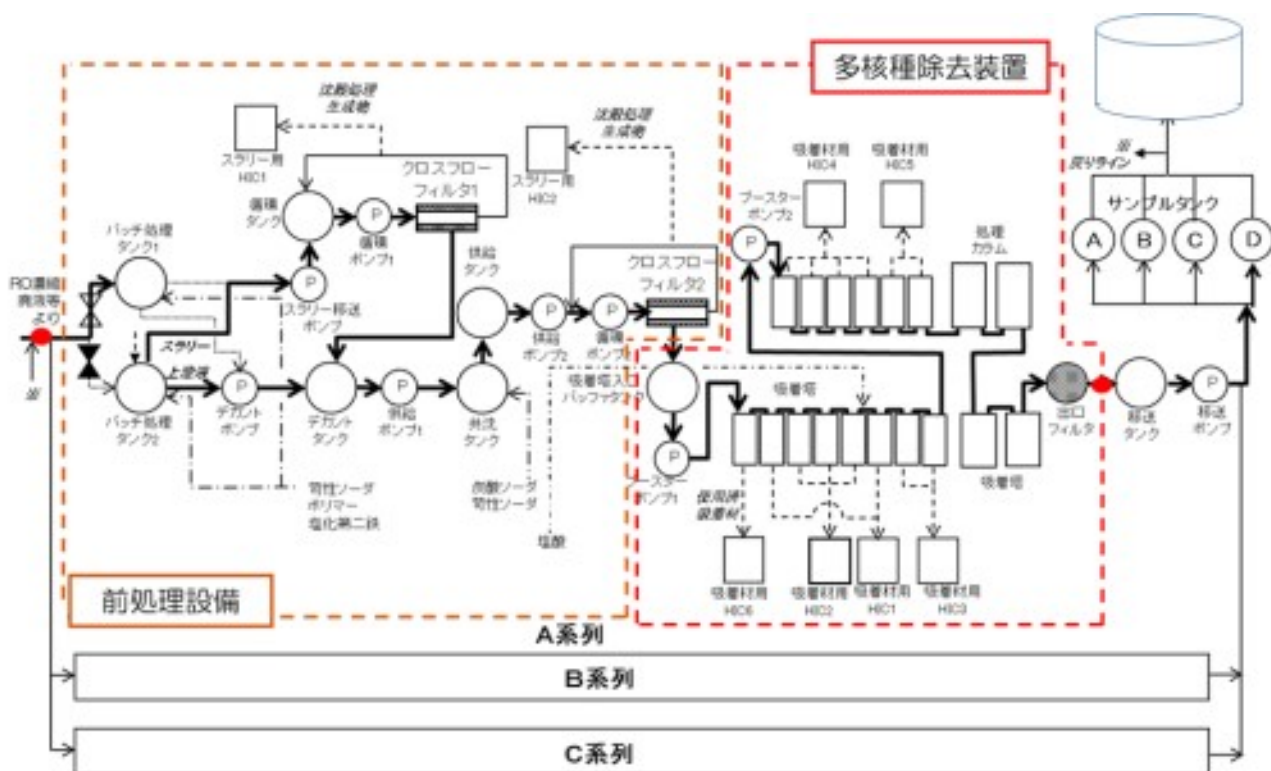 多核種除去装置
沈殿処理
生成物
沈殿処理
生成物
スラリー用
HIC1
スラリー用
HIC2
クロスフロー
フィルタ1
循環
タンク
P
循環
ポンプ1
バッチ処理
タンク1
RO濃縮
廃液等
より
※
P
スラリー移送
ポンプ
スラリー
上澄液
バッチ処理
タンク2
P
デカント
ポンプ
デカント
タンク
P
供給
ポンプ1
共沈
タンク
供給
タンク
P
供給
ポンプ2
P
循環
クロスフロー
フィルタ2
苛性ソーダ
ポリマー
塩化第二鉄
炭酸ソーダ
苛性ソーダ
塩酸
前処理設備
吸着材用
HIC4
吸着材用
HIC5
ブースター
ポンプ2
P
処理
カラム
吸着塔入口
バッファタンク
P
ブースター
ポンプ1
吸着塔
使用済
吸着材
吸着材用
HIC6
吸着材用
HIC2
吸着材用
HIC1
吸着材用
HIC3
吸着塔
出口
フィルタ
移送
タンク
P
移送
ポンプ
※
戻りライン
サンプルタンク
A
B
C
D
A系列
B系列
C系列